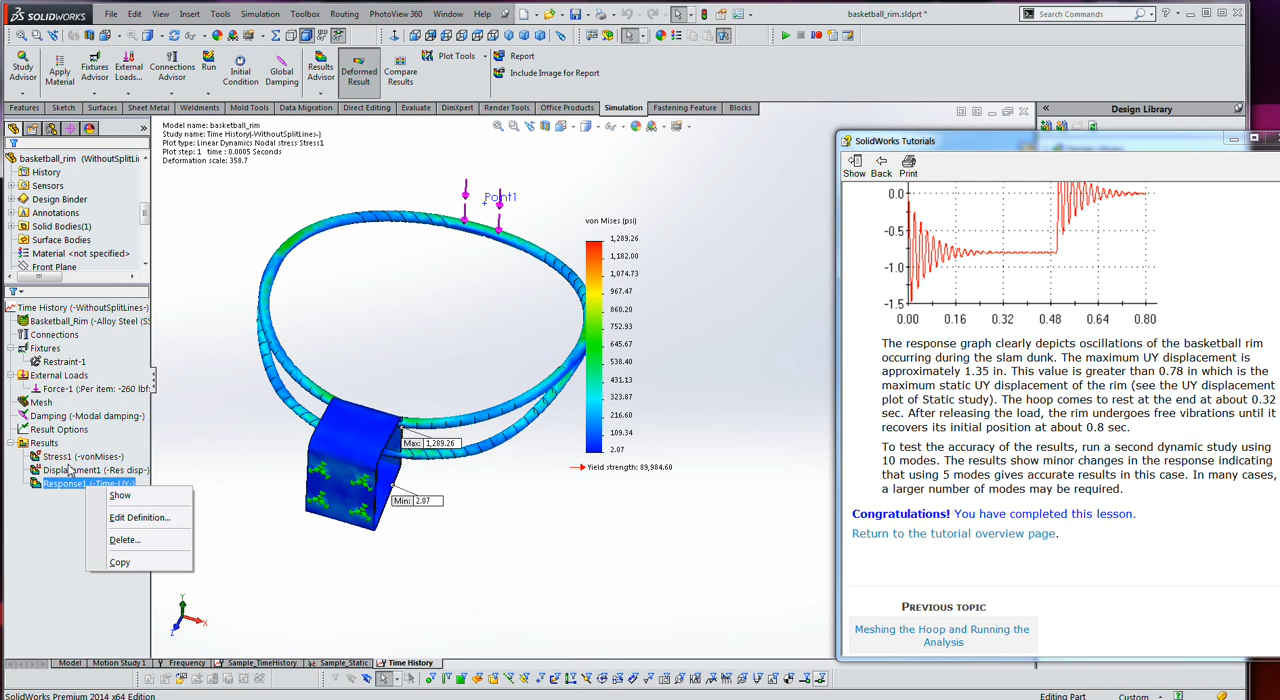 SOLIDWORKS File Edit View Insert Tools Simulation Toolbox Routing PhotoView 360 Window Help basketball_rim.sldprt * Search Commands
Study Advisor
Apply Material
Fixtures Advisor
External Loads...
Connections Advisor
Run
Initial Condition
Global Damping
Results Advisor
Deformed Result
Compare Results
Plot Tools
Report
Include Image for Report
Features Sketch Surfaces Sheet Metal Weldments Mold Tools Data Migration Direct Editing Evaluate DimXpert Render Tools Office Products Simulation Fastening Feature Blocks
Design Library
basketball_rim (WithoutSplitLi
History
Sensors
Design Binder
Annotations
Solid Bodies(1)
Surface Bodies
Material <not specified>
Front Plane
Time History (-WithoutSplitLines-)
Basketball_Rim (-Alloy Steel (SS
Connections
Fixtures
Restraint-1
External Loads
Force-1 (:Per item: -260 lbf:
Mesh
Damping (-Modal damping-)
Result Options
Results
Stress1 (-vonMises-)
Displacement1 (-Res disp-)
Response1 (-Time-UY-)
Show
Edit Definition...
Delete...
Copy
Model name: basketball_rim
Study name: Time History(-WithoutSplitLines-)
Plot type: Linear Dynamics Nodal stress Stress1
Plot step: 1 time : 0.0005 Seconds
Deformation scale: 358.7
Point1
von Mises (psi)
1,289.26
1,182.00
1,074.73
967.47
860.20
752.93
645.67
538.40
431.13
323.87
216.60
109.34
2.07
Yield strength: 89,984.60
Max: 1,289.26
Min: 2.07
Y
X
Z
SolidWorks Tutorials
Show Back Print
0.0
-0.5
-1.0
-1.5
0.00 0.16 0.32 0.48 0.64 0.80
The response graph clearly depicts oscillations of the basketball rim
occurring during the slam dunk. The maximum UY displacement is
approximately 1.35 in. This value is greater than 0.78 in which is the
maximum static UY displacement of the rim (see the UY displacement
plot of Static study). The hoop comes to rest at the end at about 0.32
sec. After releasing the load, the rim undergoes free vibrations until it
recovers its initial position at about 0.8 sec.
To test the accuracy of the results, run a second dynamic study using
10 modes. The results show minor changes in the response indicating
that using 5 modes gives accurate results in this case. In many cases,
a larger number of modes may be required.
Congratulations! You have completed this lesson.
Return to the tutorial overview page.
PREVIOUS TOPIC
Meshing the Hoop and Running the
Analysis
Model Motion Study 1 Frequency Sample_TimeHistory Sample_Static Time History
SolidWorks Premium 2014 x64 Edition
Editing Part Custom